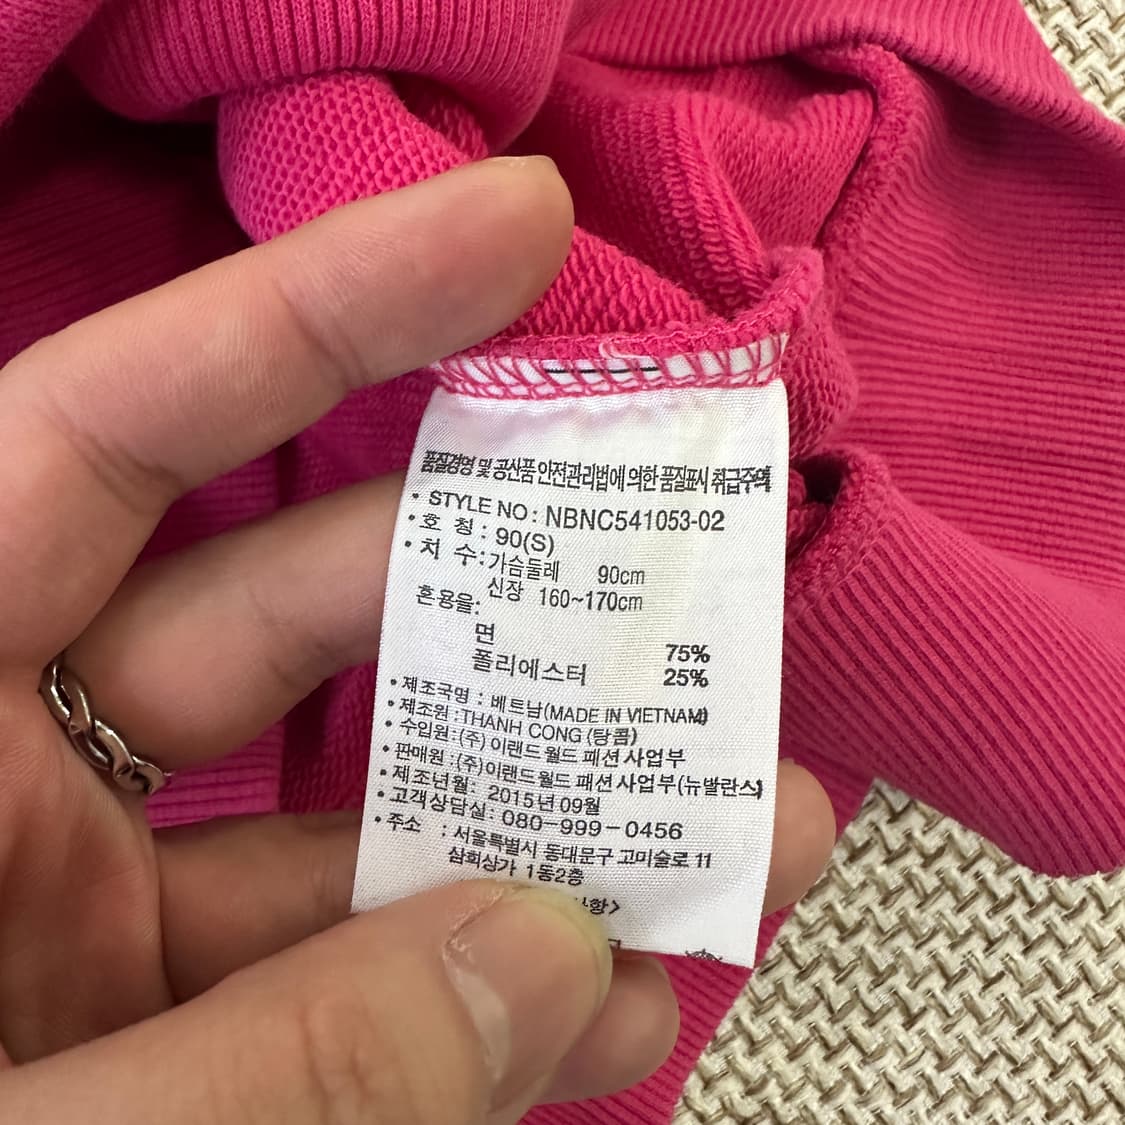 품질경영 및 공산품 안전관리법에 의한 품질표시 취급주의
• STYLE NO : NBNC541053-02
• 호 칭 : 90(S)
• 치 수 : 가슴둘레 90cm
신장 160~170cm
혼용율:
면 75%
폴리에스터 25%
• 제조국명 : 베트남(MADE IN VIETNAM)
• 제조원 : THANH CONG (탕콤)
• 수입원 : (주) 이랜드 월드 패션 사업부
• 판매원 : (주)이랜드 월드 패션 사업부 (뉴발란스)
• 제조년월: 2015년 09월
• 고객상담실: 080-999-0456
• 주소 : 서울특별시 동대문구 고미술로 11
삼희상가 1동2층
항>